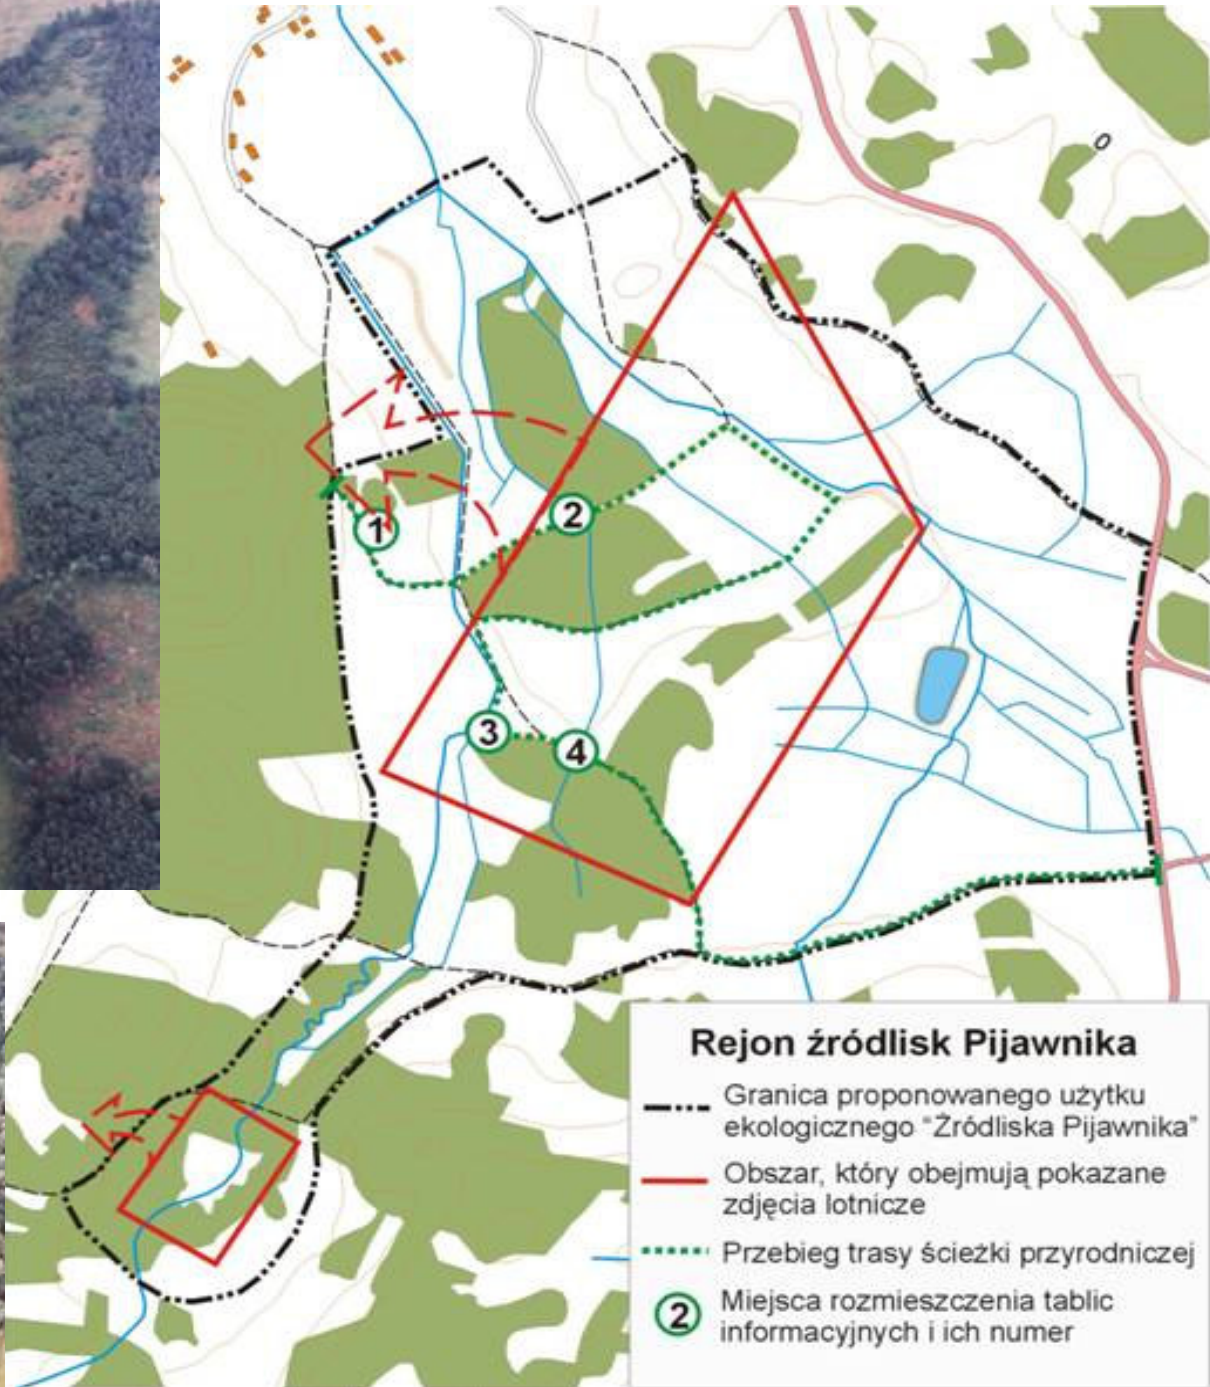 1
2
3
4
Rejon źródlisk Pijawnika
Granica proponowanego użytku
ekologicznego “Źródliska Pijawnika”
Obszar, który obejmują pokazane
zdjęcia lotnicze
Przebieg trasy ścieżki przyrodniczej
2
Miejsca rozmieszczenia tablic
informacyjnych i ich numer